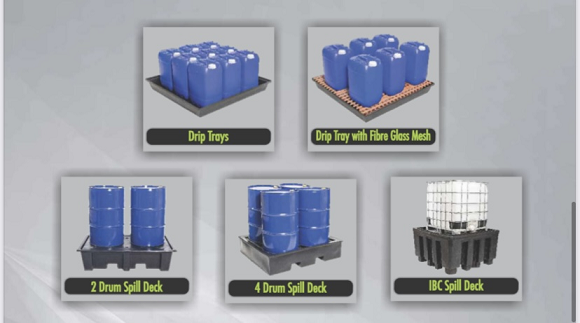 Drip Trays
Drip Tray with Fibre Glass Mesh
2 Drum Spill Deck
4 Drum Spill Deck
IBC Spill Deck